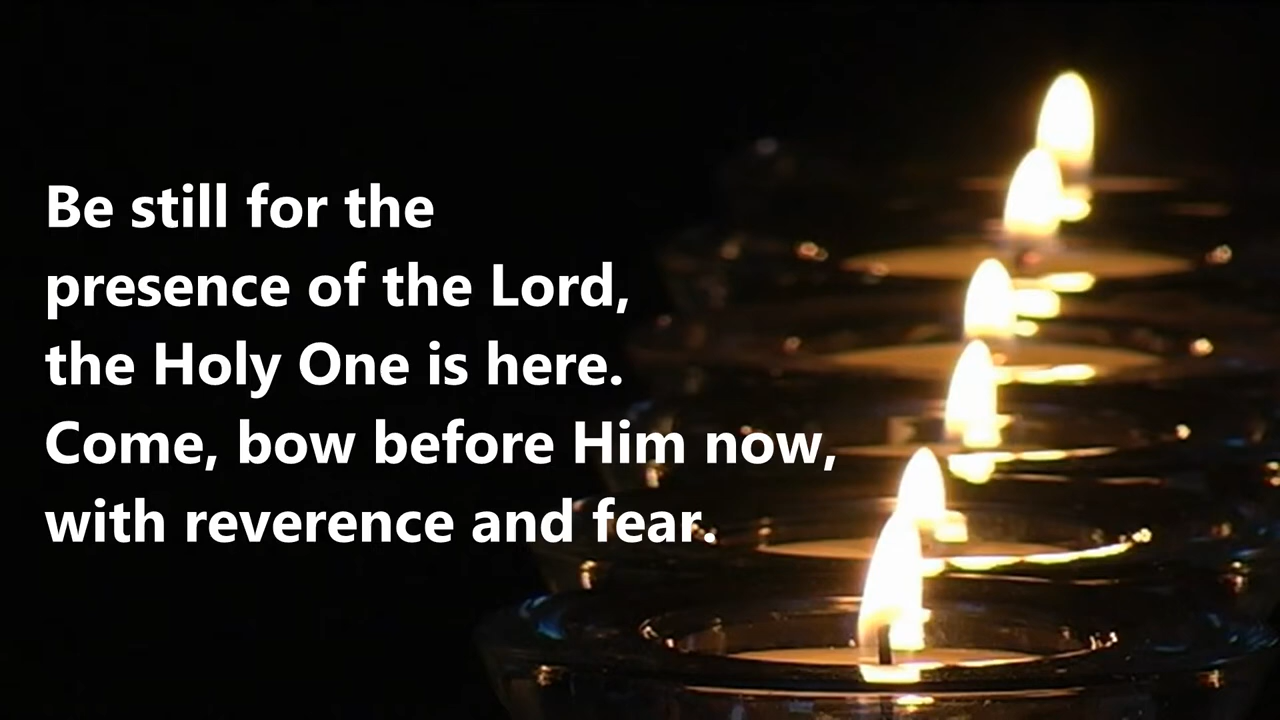 Be still for the
presence of the Lord,
the Holy One is here.
Come, bow before Him now,
with reverence and fear.